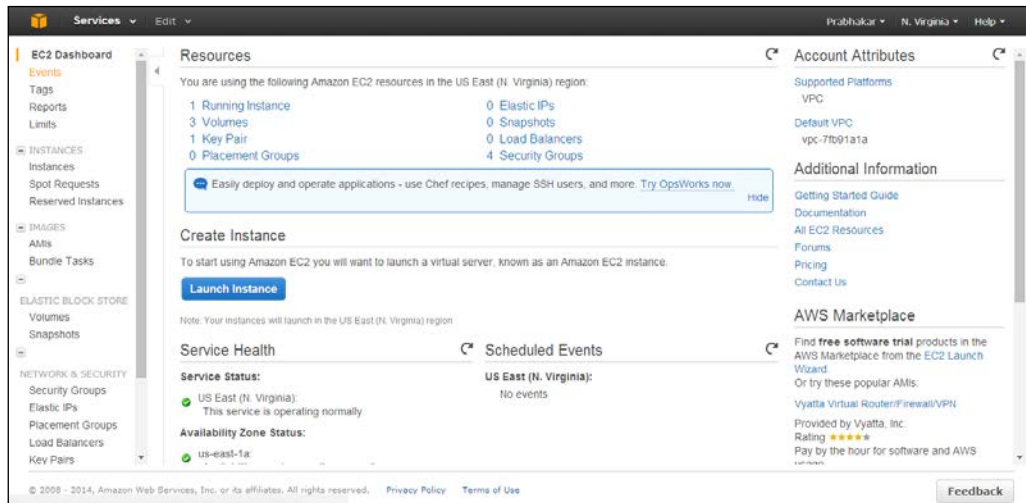 Services Edit Prabhakar N. Virginia Help
EC2 Dashboard
Events
Tags
Reports
Limits
INSTANCES
Instances
Spot Requests
Reserved Instances
IMAGES
AMIs
Bundle Tasks
ELASTIC BLOCK STORE
Volumes
Snapshots
NETWORK & SECURITY
Security Groups
Elastic IPs
Placement Groups
Load Balancers
Key Pairs
Resources
You are using the following Amazon EC2 resources in the US East (N. Virginia) region:
1 Running Instance 0 Elastic IPs
3 Volumes 0 Snapshots
1 Key Pair 0 Load Balancers
0 Placement Groups 4 Security Groups
Easily deploy and operate applications - use Chef recipes, manage SSH users, and more. Try OpsWorks now.
Hide
Create Instance
To start using Amazon EC2 you will want to launch a virtual server, known as an Amazon EC2 instance.
Launch Instance
Note: Your instances will launch in the US East (N. Virginia) region
Service Health
Service Status:
US East (N. Virginia):
This service is operating normally
Availability Zone Status:
us-east-1a:
Scheduled Events
US East (N. Virginia):
No events
Account Attributes
Supported Platforms
VPC
Default VPC
vpc-7fb91a1a
Additional Information
Getting Started Guide
Documentation
All EC2 Resources
Forums
Pricing
Contact Us
AWS Marketplace
Find free software trial products in the
AWS Marketplace from the EC2 Launch
Wizard.
Or try these popular AMIs:
Vyatta Virtual Router/Firewall/VPN
Provided by Vyatta, Inc.
Rating
Pay by the hour for software and AWS
© 2008 - 2014, Amazon Web Services, Inc. or its affiliates. All rights reserved. Privacy Policy Terms of Use Feedback